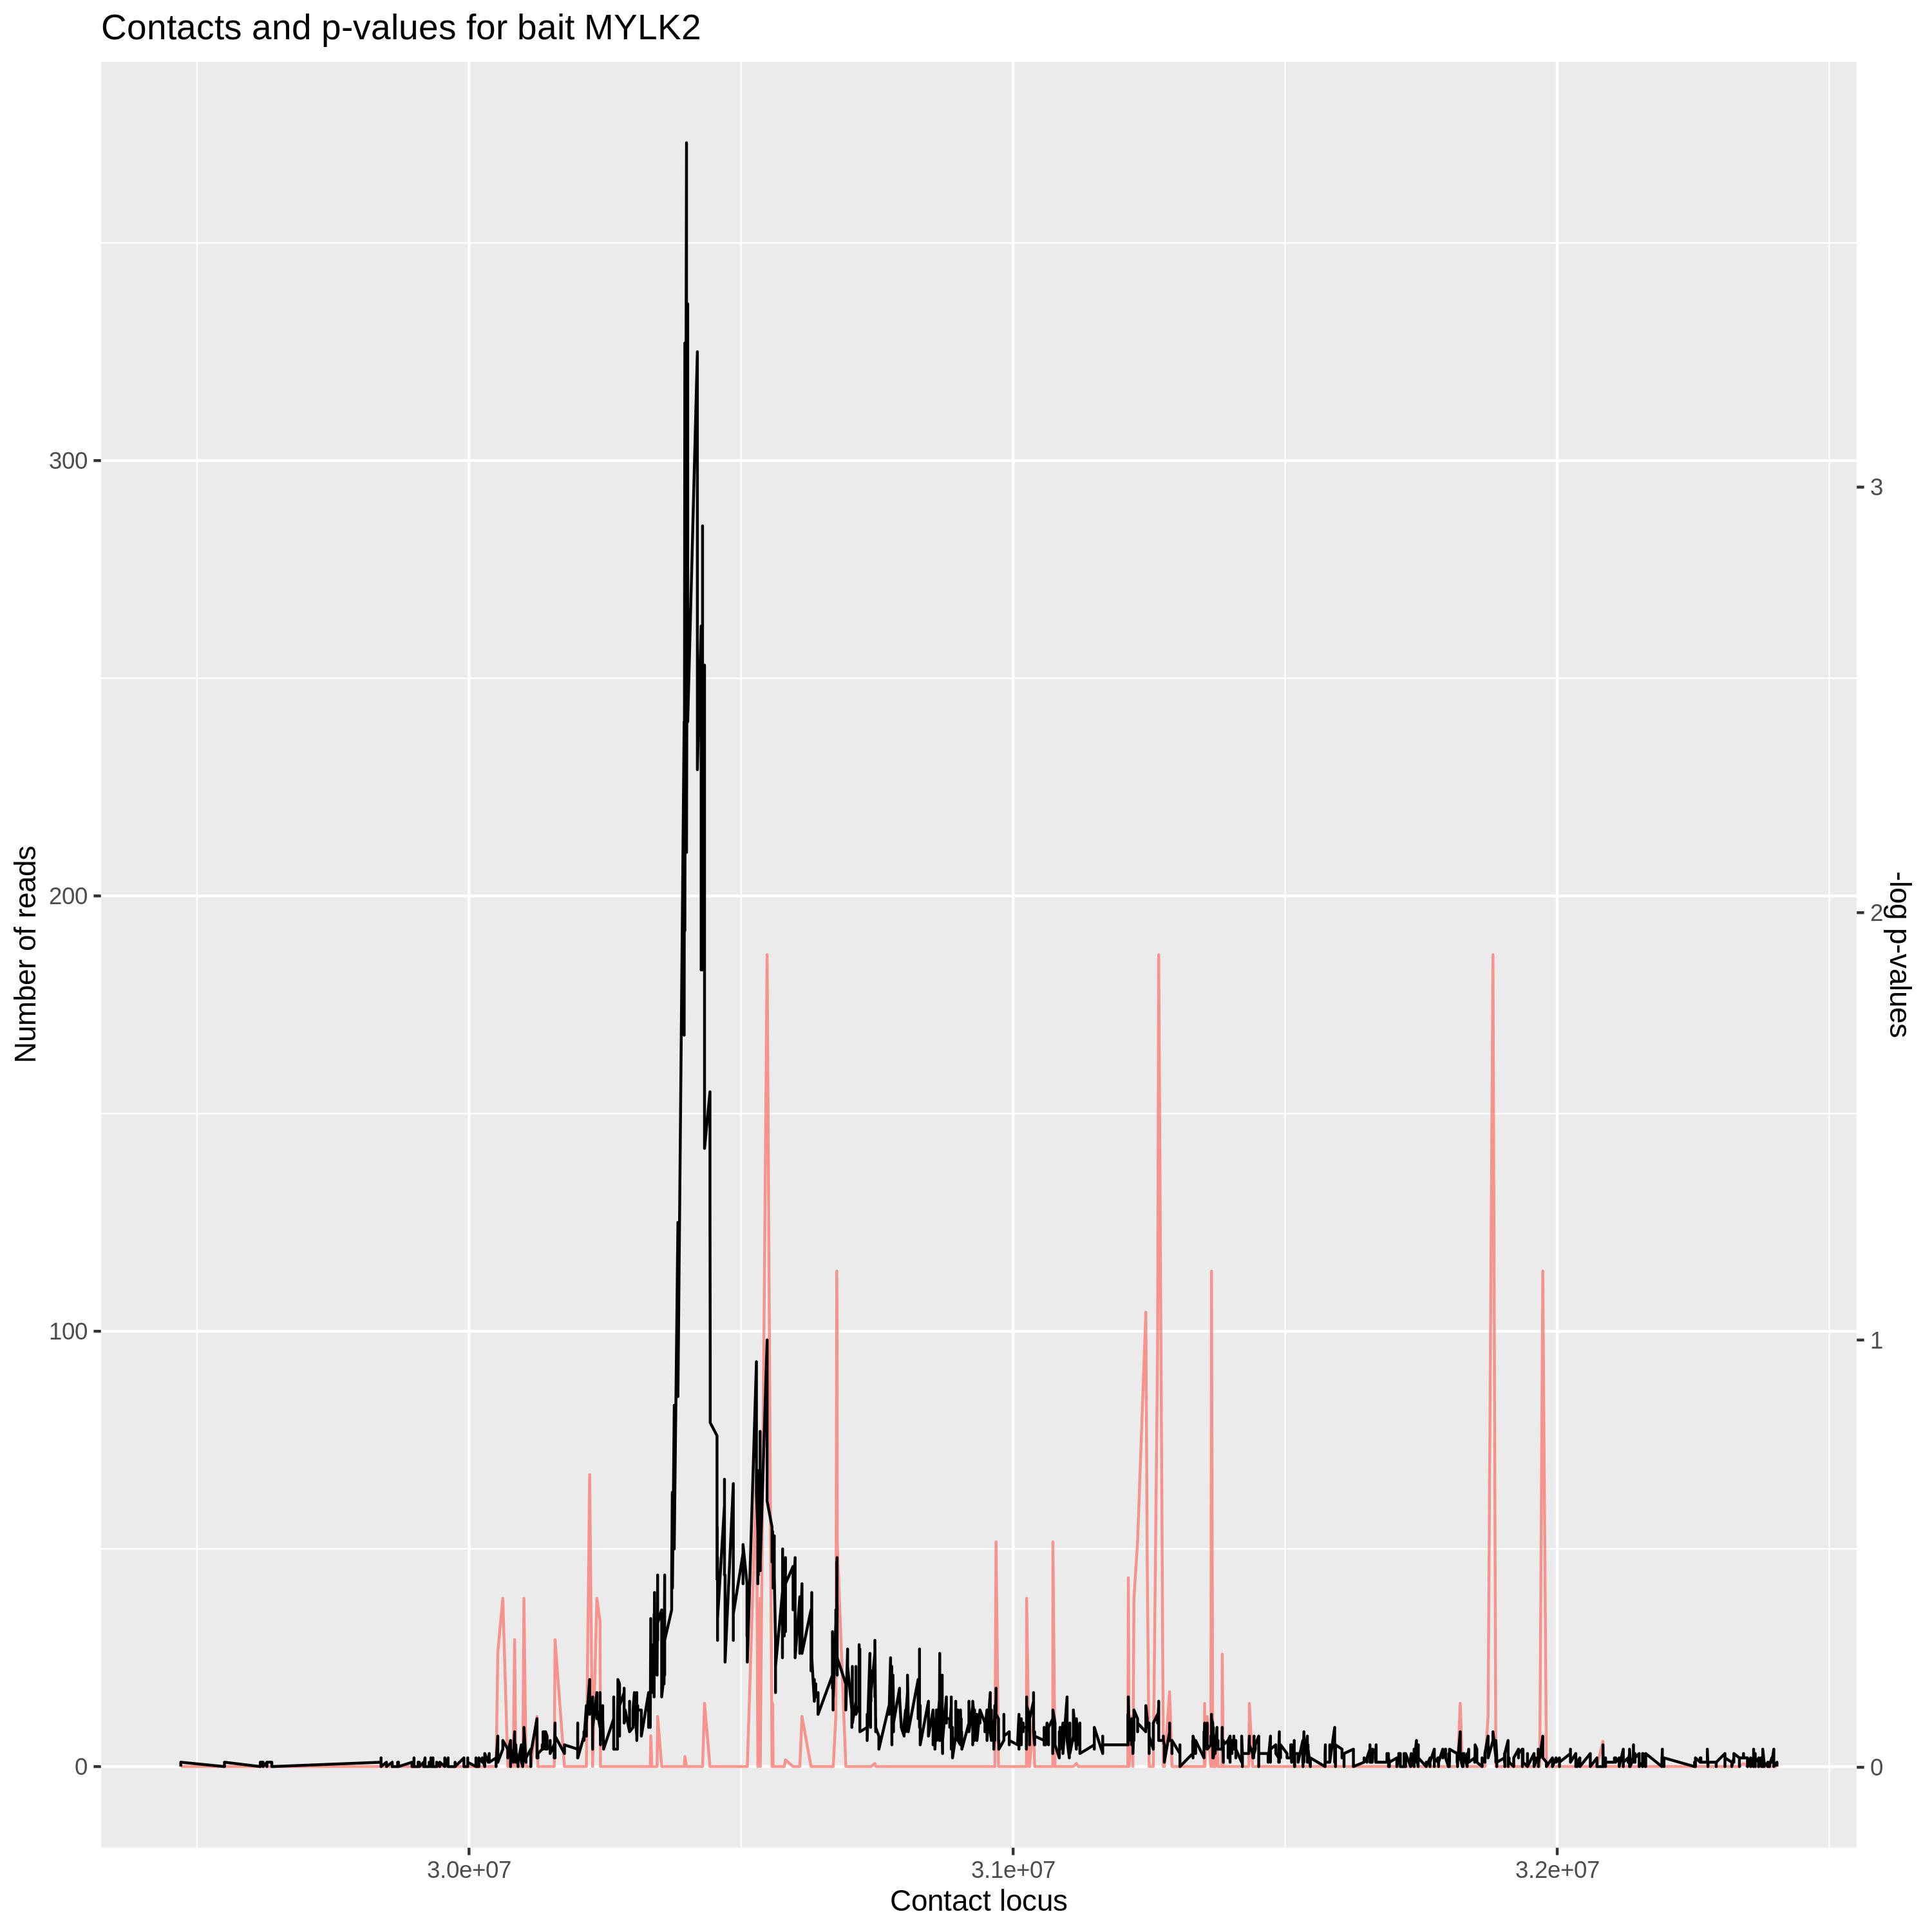 Contacts and p-values for bait MYLK2
300
200
100
0
Number of reads
3
2
1
0
-log p-values
3.0e+07
3.1e+07
3.2e+07
Contact locus